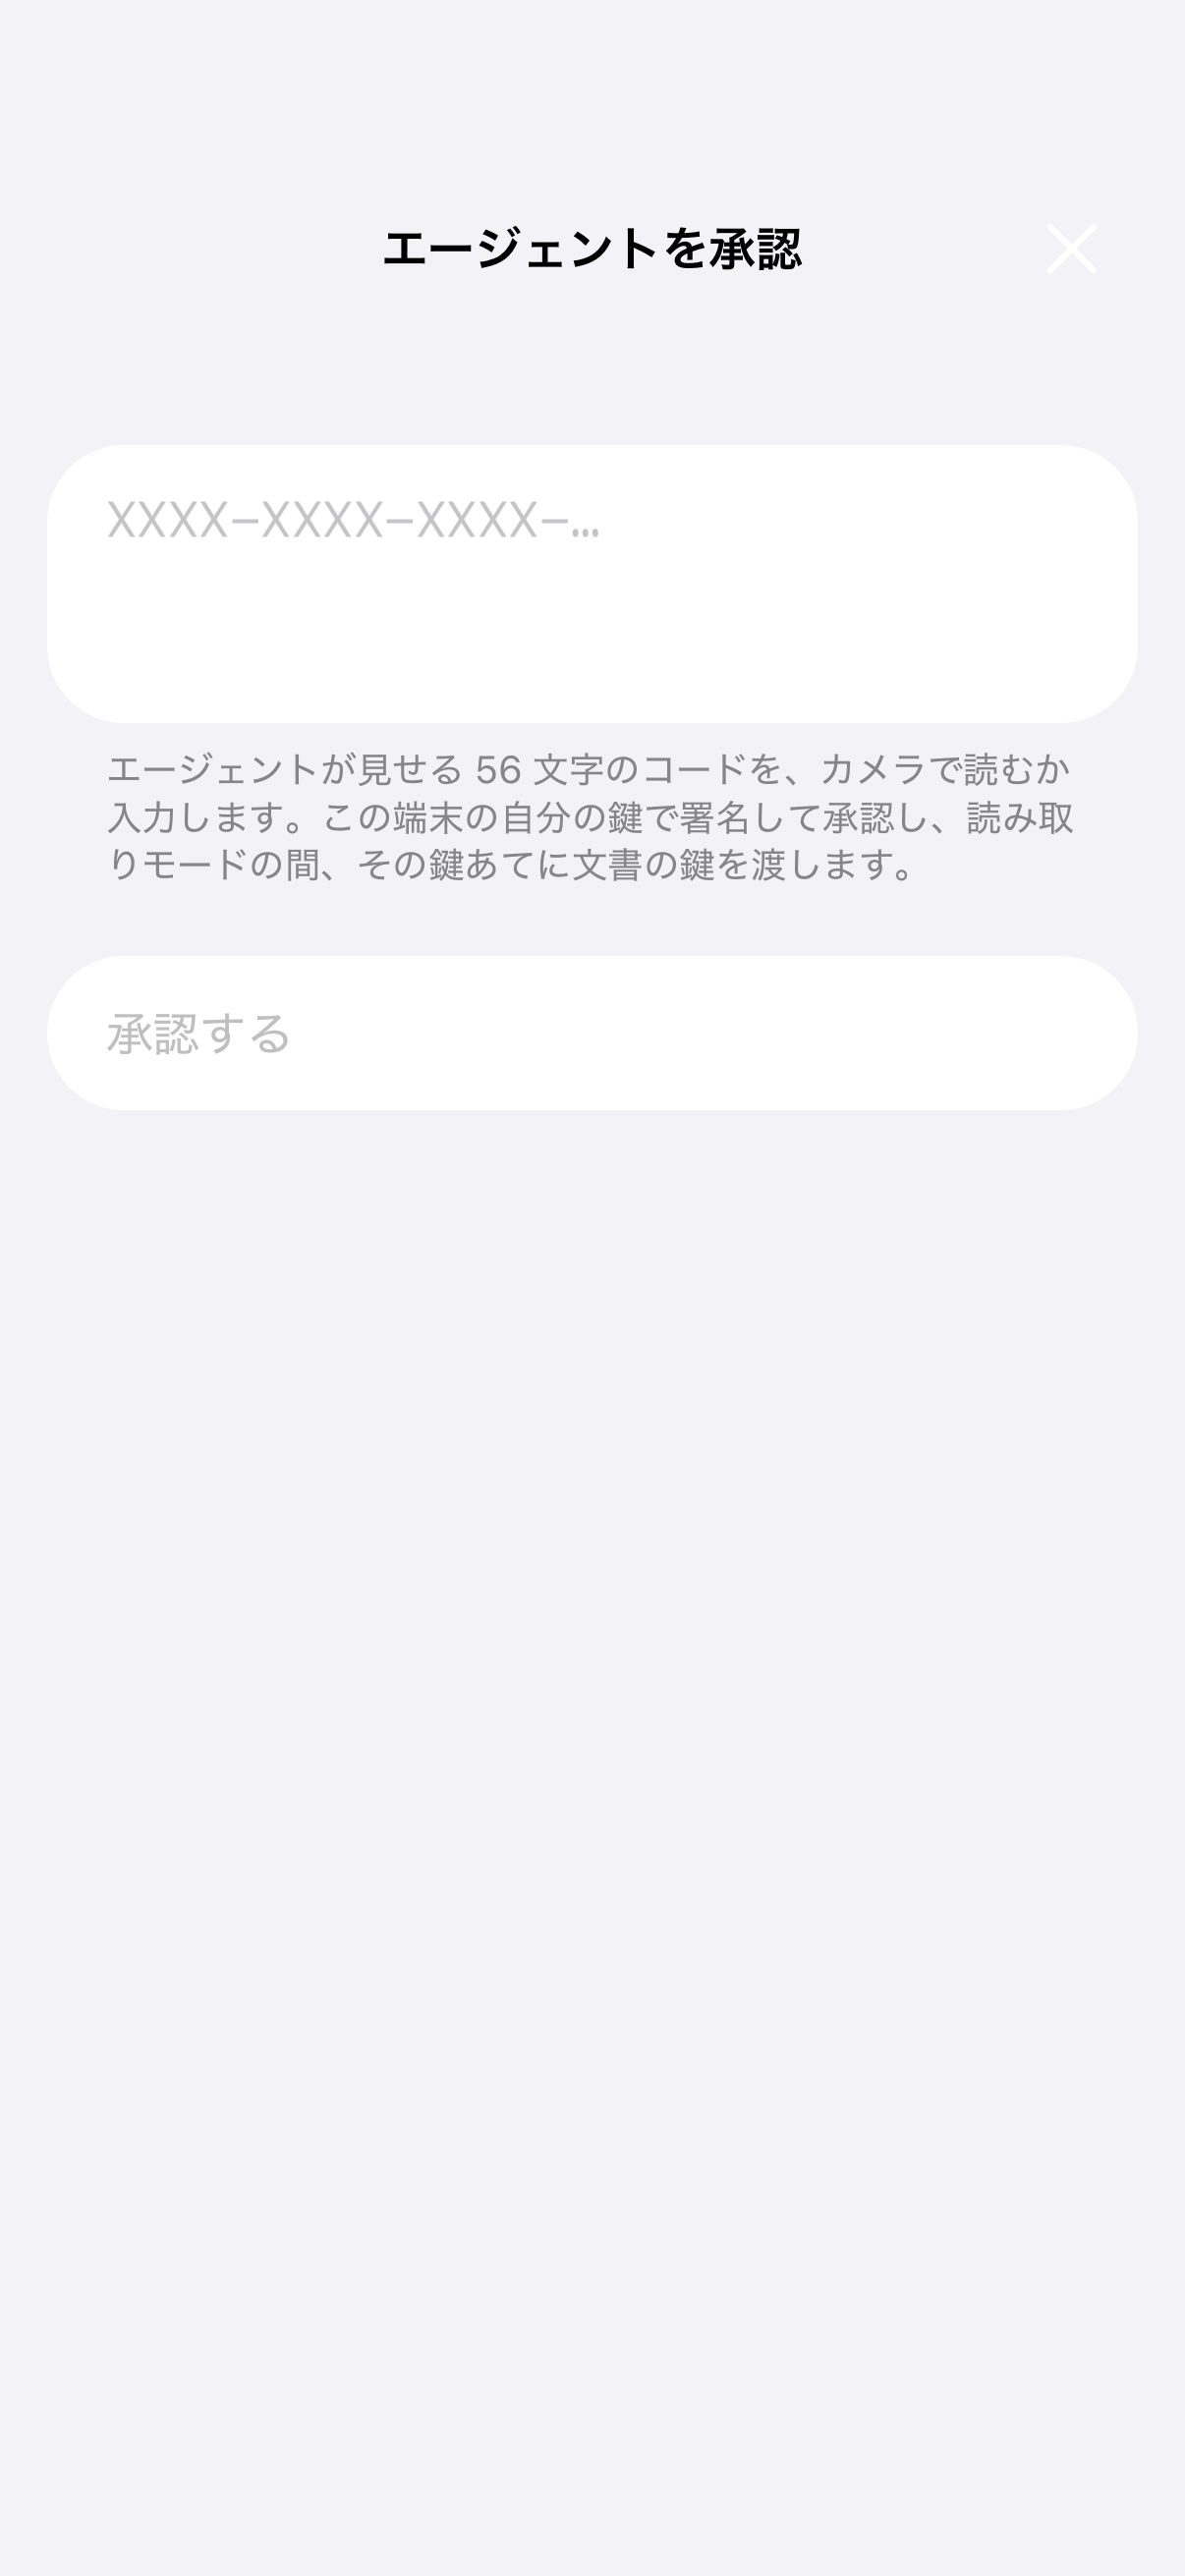 エージェントを承認
XXXX-XXXX-XXXX-...
エージェントが見せる 56 文字のコードを、カメラで読むか
入力します。この端末の自分の鍵で署名して承認し、読み取
りモードの間、その鍵あてに文書の鍵を渡します。
承認する